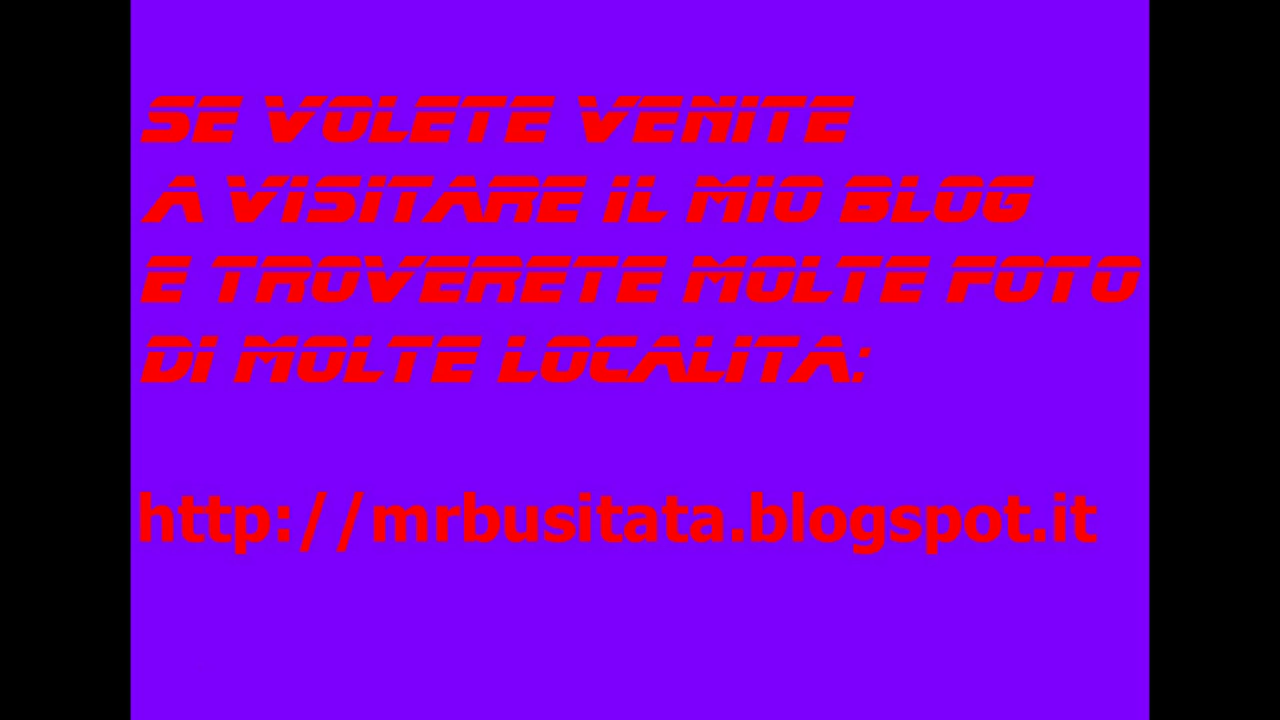 SE VOLETE VENITE
A VISITARE IL MIO BLOG
E TROVERETE MOLTE FOTO
DI MOLTE LOCALITA:
http://mrbusitata.blogspot.it